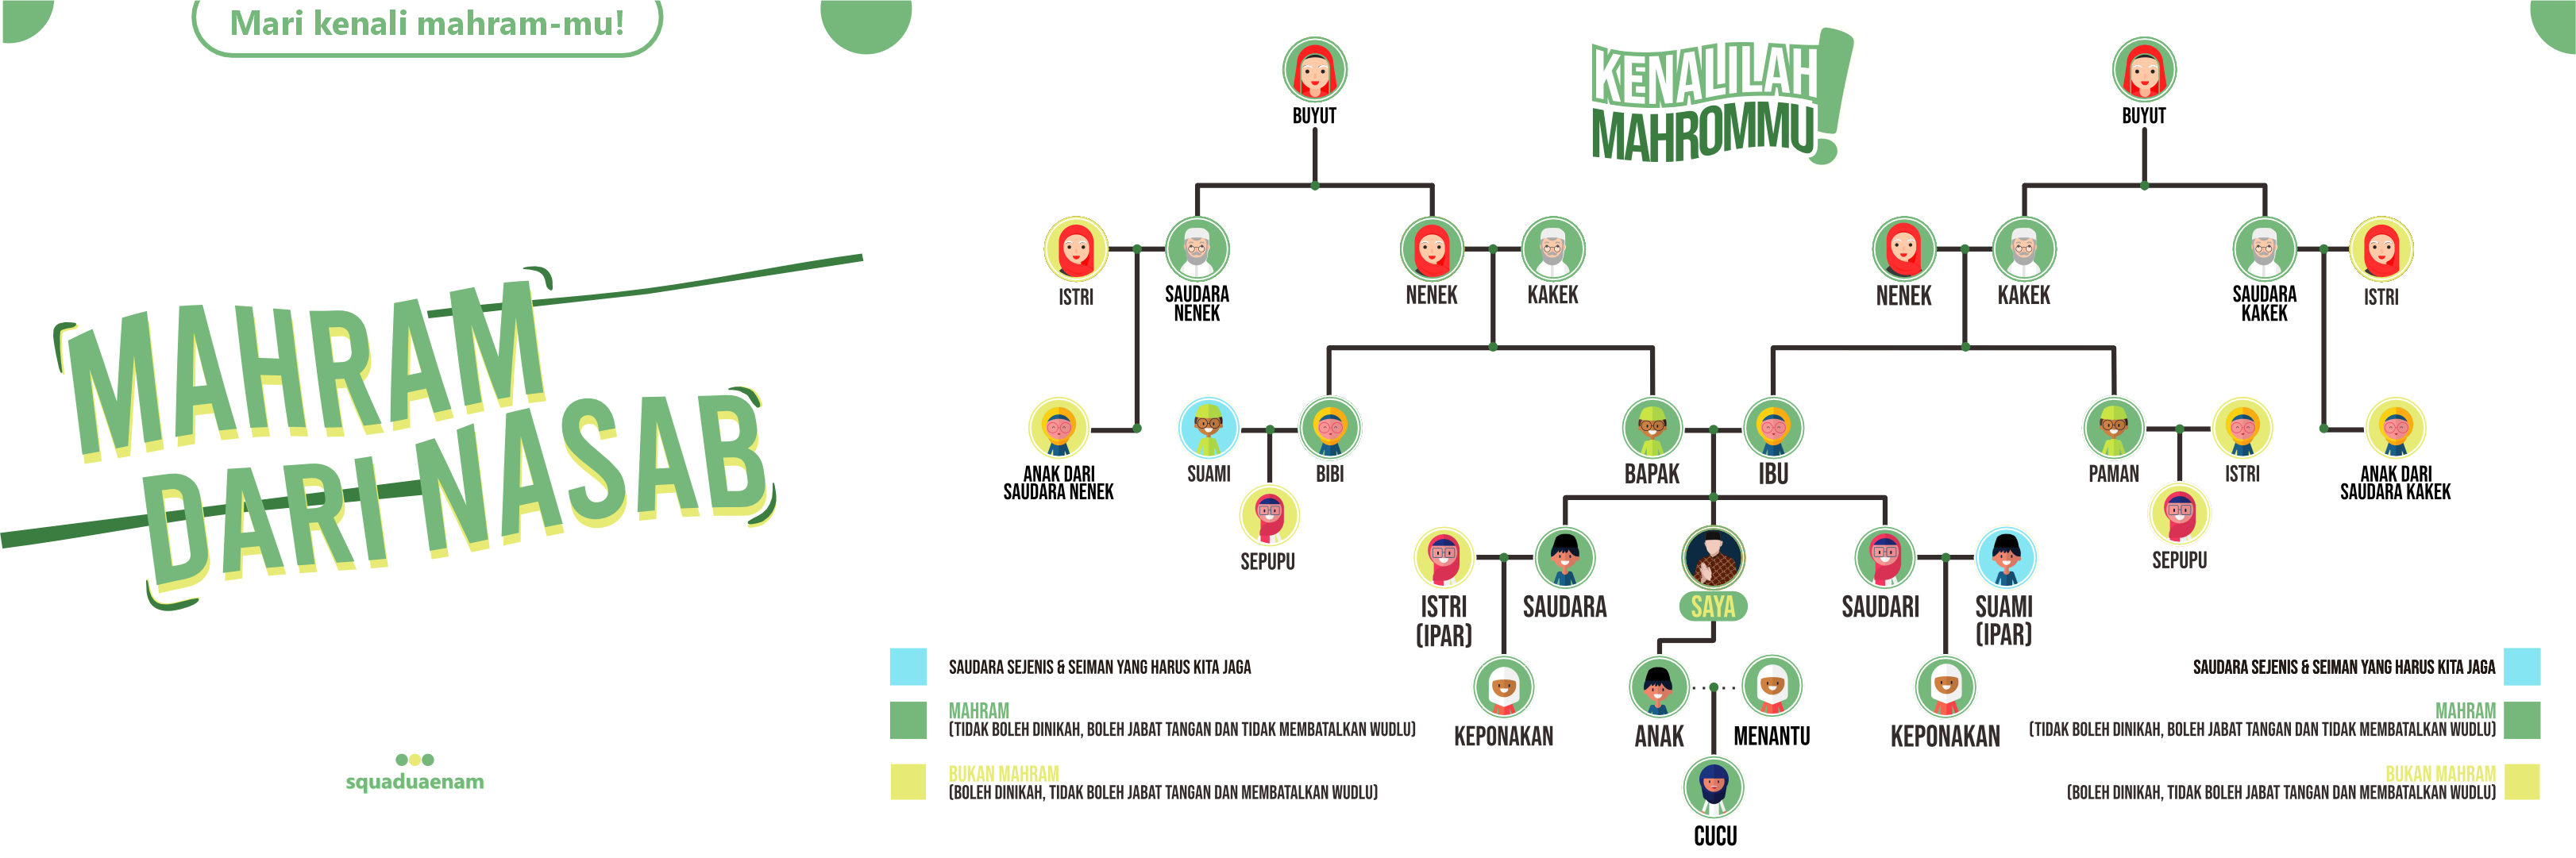 Mari kenali mahram-mu!
MAHRAM
DARI NASAB
squaduaenam
KENALILAH
MAHROMMU!
BUYUT
BUYUT
ISTRI
SAUDARA
NENEK
NENEK
KAKEK
NENEK
KAKEK
SAUDARA
KAKEK
ISTRI
ANAK DARI
SAUDARA NENEK
SUAMI
BIBI
BAPAK
IBU
PAMAN
ISTRI
ANAK DARI
SAUDARA KAKEK
SEPUPU
SEPUPU
ISTRI
(IPAR)
SAUDARA
SAYA
SAUDARI
SUAMI
(IPAR)
KEPONAKAN
ANAK
MENANTU
KEPONAKAN
CUCU
SAUDARA SEJENIS & SEIMAN YANG HARUS KITA JAGA
MAHRAM
(TIDAK BOLEH DINIKAH, BOLEH JABAT TANGAN DAN TIDAK MEMBATALKAN WUDLU)
BUKAN MAHRAM
(BOLEH DINIKAH, TIDAK BOLEH JABAT TANGAN DAN MEMBATALKAN WUDLU)
SAUDARA SEJENIS & SEIMAN YANG HARUS KITA JAGA
MAHRAM
(TIDAK BOLEH DINIKAH, BOLEH JABAT TANGAN DAN TIDAK MEMBATALKAN WUDLU)
BUKAN MAHRAM
(BOLEH DINIKAH, TIDAK BOLEH JABAT TANGAN DAN MEMBATALKAN WUDLU)